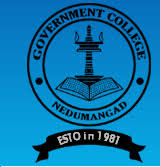 GOVERNMENT COLLEGE
NEDUMANGAD
ESTD in 1981